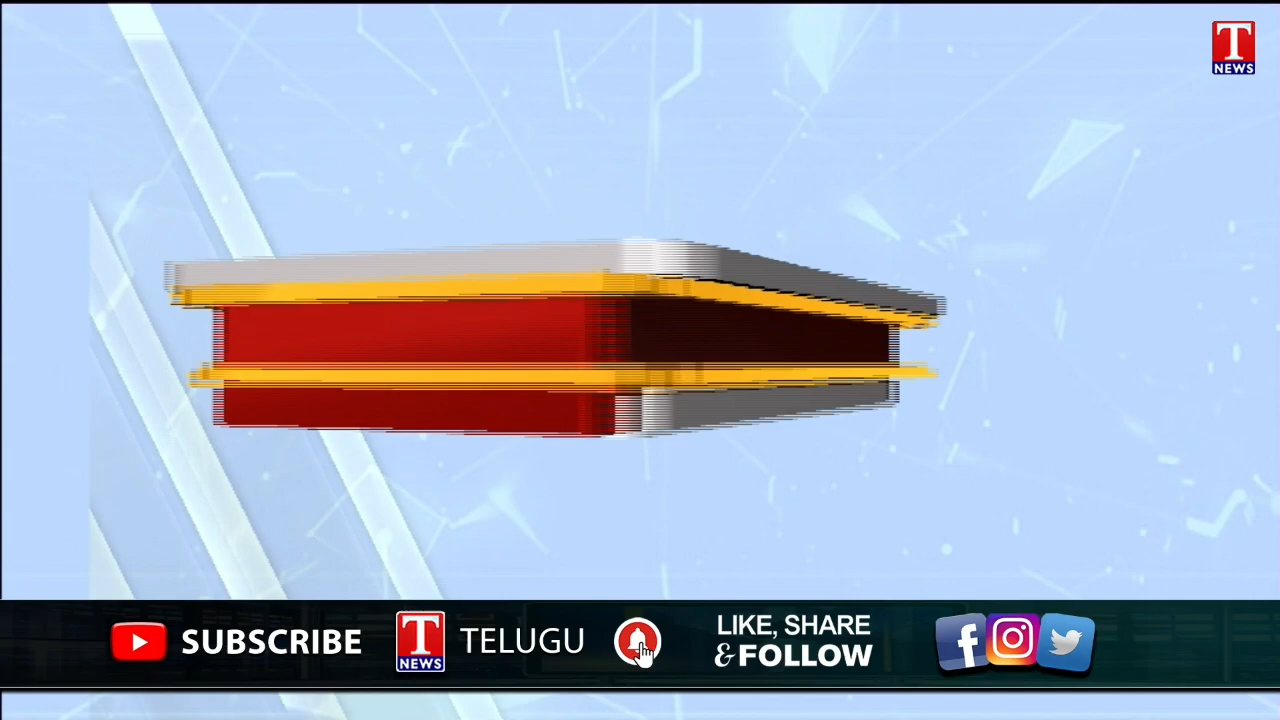 T
NEWS
SUBSCRIBE
T
NEWS
TELUGU
LIKE, SHARE
& FOLLOW